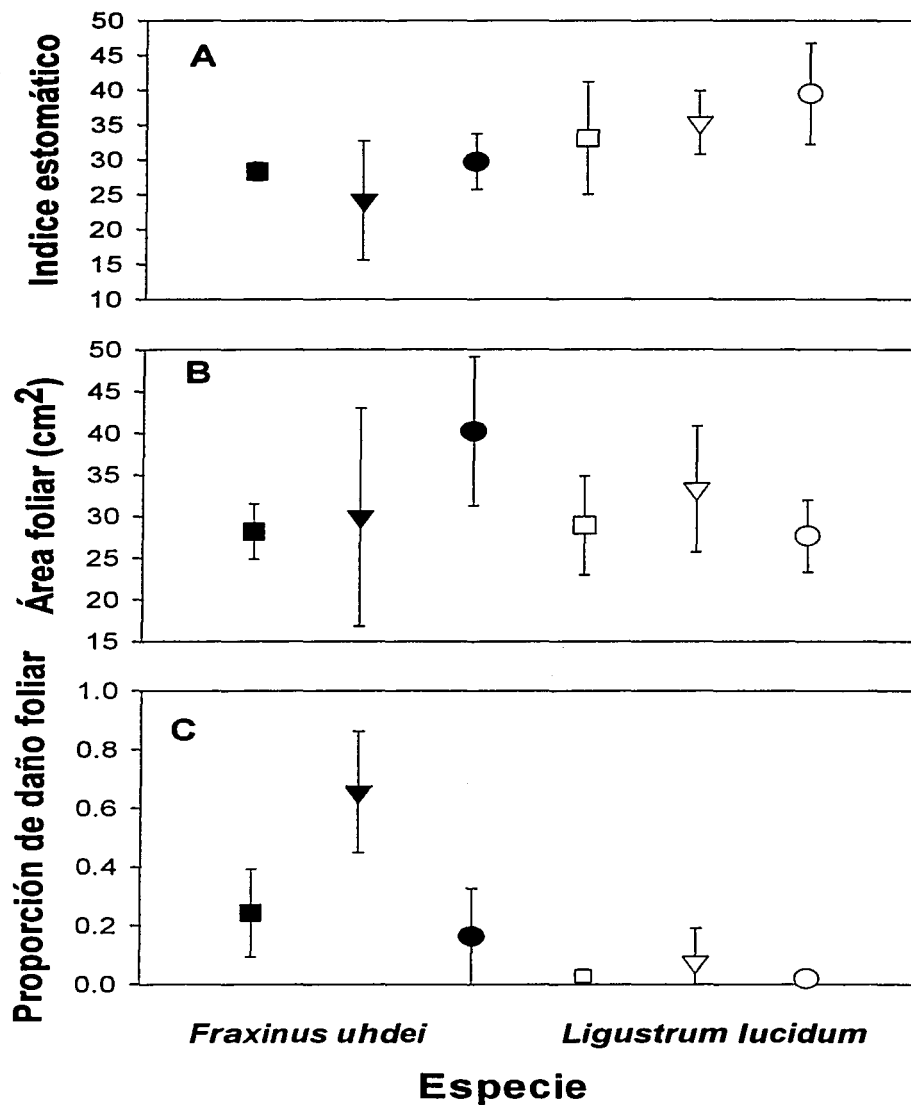 A
Indice estomático
50
45
40
35
30
25
20
15
10
B
Área foliar (cm²)
50
45
40
35
30
25
20
15
C
Proporción de daño foliar
1.0
0.8
0.6
0.4
0.2
0.0
Fraxinus uhdei Ligustrum lucidum
Especie